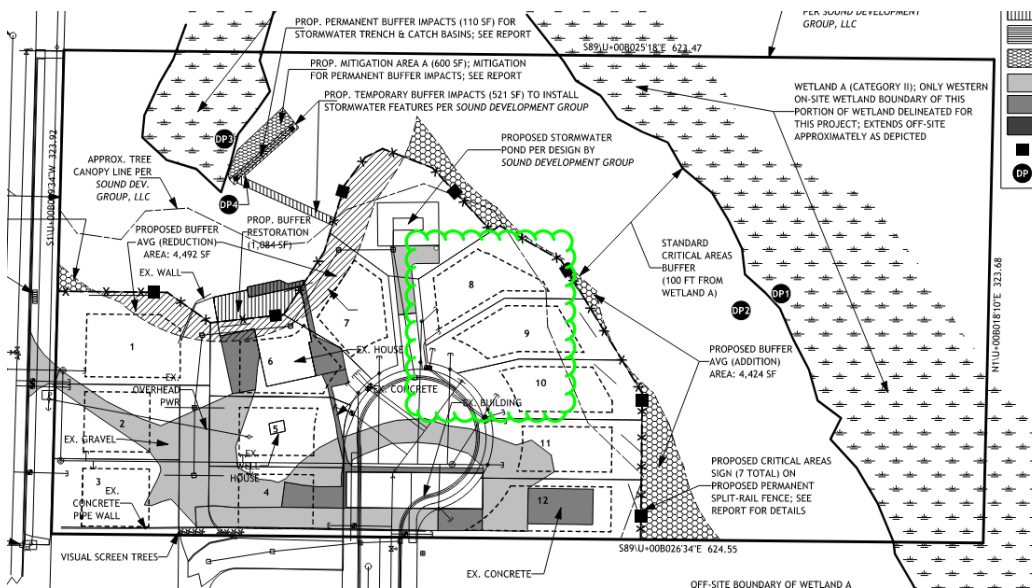 PER SOUND DEVELOPMENT
GROUP, LLC
PROP. PERMANENT BUFFER IMPACTS (110 SF) FOR
STORMWATER TRENCH & CATCH BASINS; SEE REPORT
S89\U+00B025'18"E 623.47
PROP. MITIGATION AREA A (600 SF); MITIGATION
FOR PERMANENT BUFFER IMPACTS; SEE REPORT
PROP. TEMPORARY BUFFER IMPACTS (521 SF) TO INSTALL
STORMWATER FEATURES PER SOUND DEVELOPMENT GROUP
WETLAND A (CATEGORY II); ONLY WESTERN
ON-SITE WETLAND BOUNDARY OF THIS
PORTION OF WETLAND DELINEATED FOR
THIS PROJECT; EXTENDS OFF-SITE
APPROXIMATELY AS DEPICTED
PROPOSED STORMWATER
POND PER DESIGN BY
SOUND DEVELOPMENT GROUP
DP3
DP
APPROX. TREE
CANOPY LINE PER
SOUND DEV.
GROUP, LLC
DP4
PROP. BUFFER
RESTORATION
(1,084 SF)
PROPOSED BUFFER
AVG (REDUCTION)
AREA: 4,492 SF
EX. WALL
STANDARD
CRITICAL AREAS
BUFFER
(100 FT FROM
WETLAND A)
N1\U+00B018'10"E 323.68
DP1
DP2
8
7
9
1
6
EX. HOUSE
PROPOSED BUFFER
AVG (ADDITION)
AREA: 4,424 SF
EX.
OVERHEAD
PWR
EX. CONCRETE
10
EX. BUILDING
2
EX. GRAVEL
5
11
EX.
WELL
HOUSE
3
EX.
CONCRETE
PIPE WALL
4
12
PROPOSED CRITICAL AREAS
SIGN (7 TOTAL) ON
PROPOSED PERMANENT
SPLIT-RAIL FENCE; SEE
REPORT FOR DETAILS
VISUAL SCREEN TREES
S89\U+00B026'34"E 624.55
EX. CONCRETE
OFF-SITE BOUNDARY OF WETLAND A